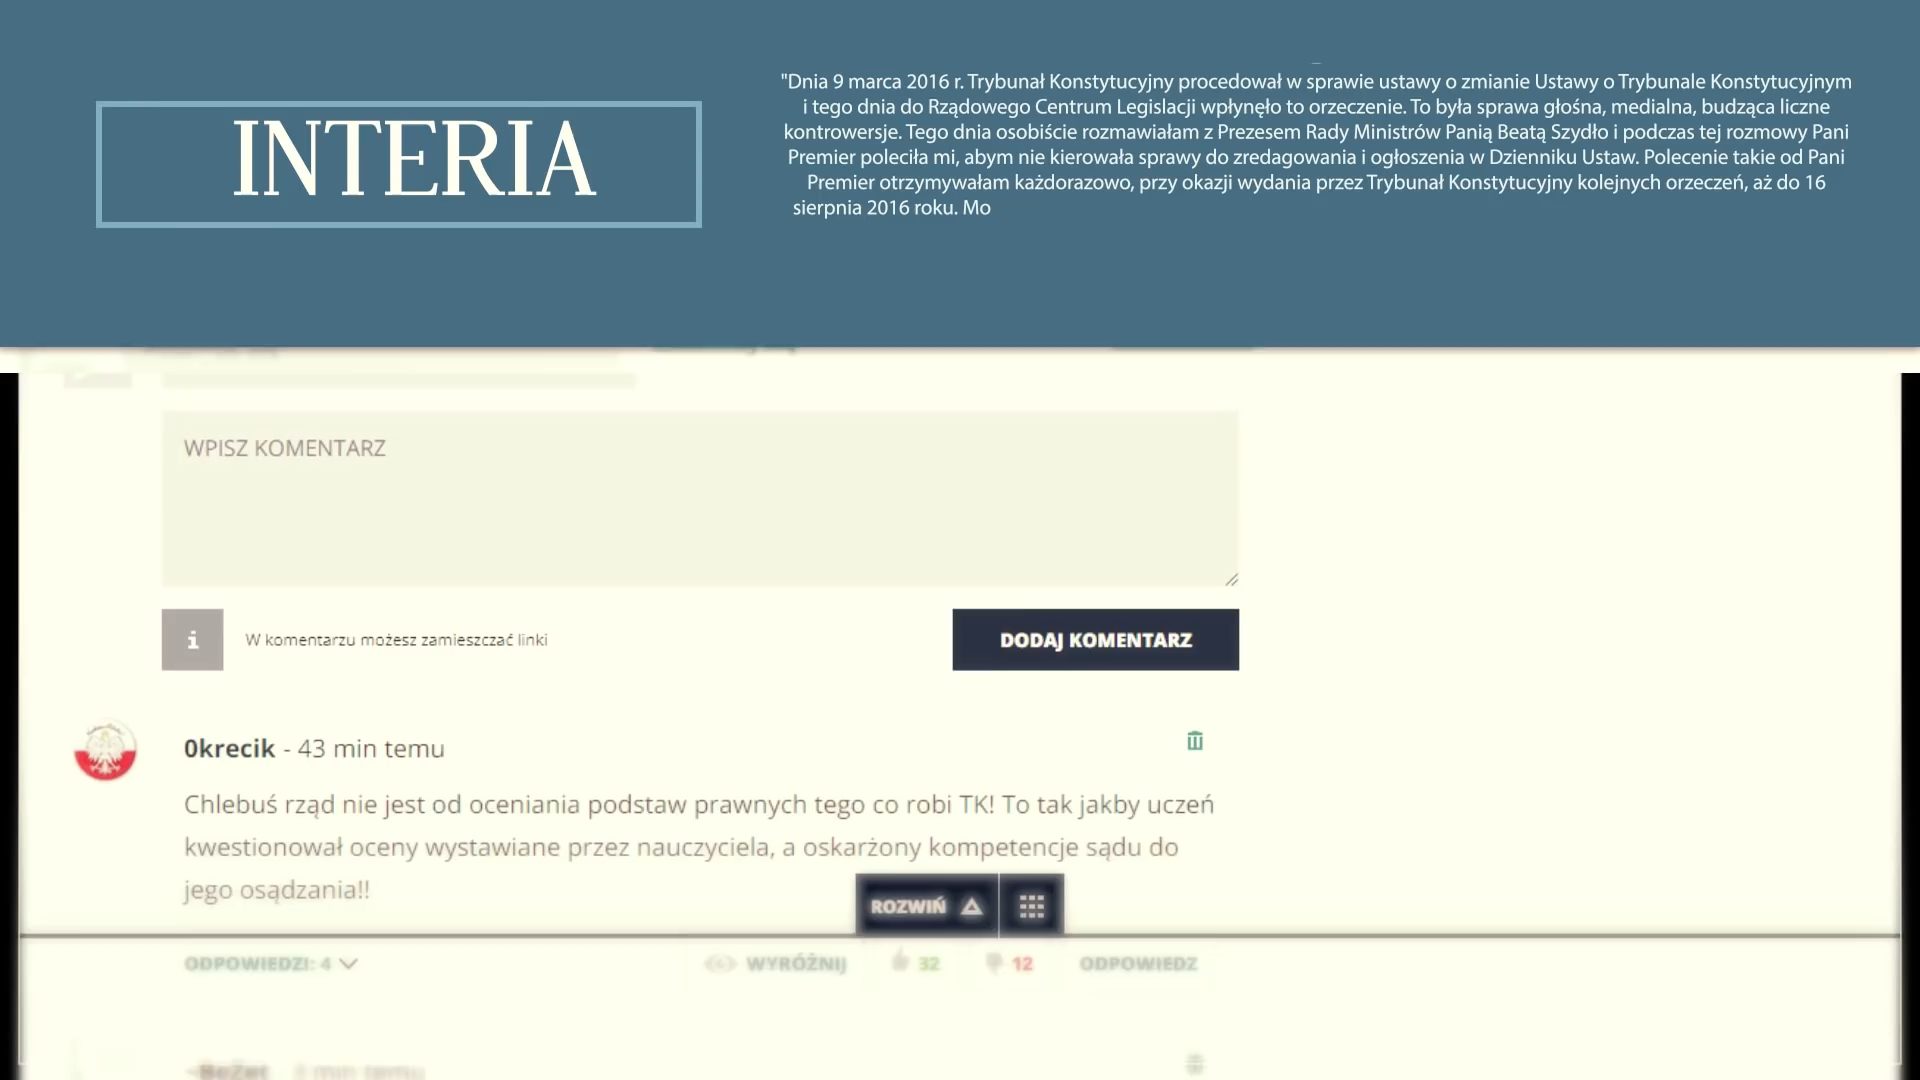 INTERIA
"Dnia 9 marca 2016 r. Trybunał Konstytucyjny procedował w sprawie ustawy o zmianie Ustawy o Trybunale Konstytucyjnym
i tego dnia do Rządowego Centrum Legislacji wpłynęło to orzeczenie. To była sprawa głośna, medialna, budząca liczne
kontrowersje. Tego dnia osobiście rozmawiałam z Prezesem Rady Ministrów Panią Beatą Szydło i podczas tej rozmowy Pani
Premier poleciła mi, abym nie kierowała sprawy do zredagowania i ogłoszenia w Dzienniku Ustaw. Polecenie takie od Pani
Premier otrzymywałam każdorazowo, przy okazji wydania przez Trybunał Konstytucyjny kolejnych orzeczeń, aż do 16
sierpnia 2016 roku. Mo
WPISZ KOMENTARZ
i W komentarzu możesz zamieszczać linki
DODAJ KOMENTARZ
0krecik - 43 min temu
Chlebuś rząd nie jest od oceniania podstaw prawnych tego co robi TK! To tak jakby uczeń
kwestionował oceny wystawiane przez nauczyciela, a oskarżony kompetencje sądu do
jego osądzania!!
ROZWIŃ
ODPOWIEDZI: 4 WYRÓŻNIJ 32 12 ODPOWIEDZ
min temu